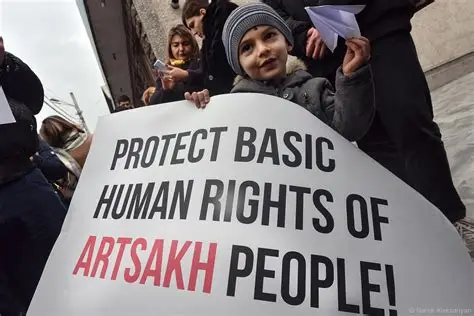 PROTECT BASIC
HUMAN RIGHTS OF
ARTSAKH PEOPLE!